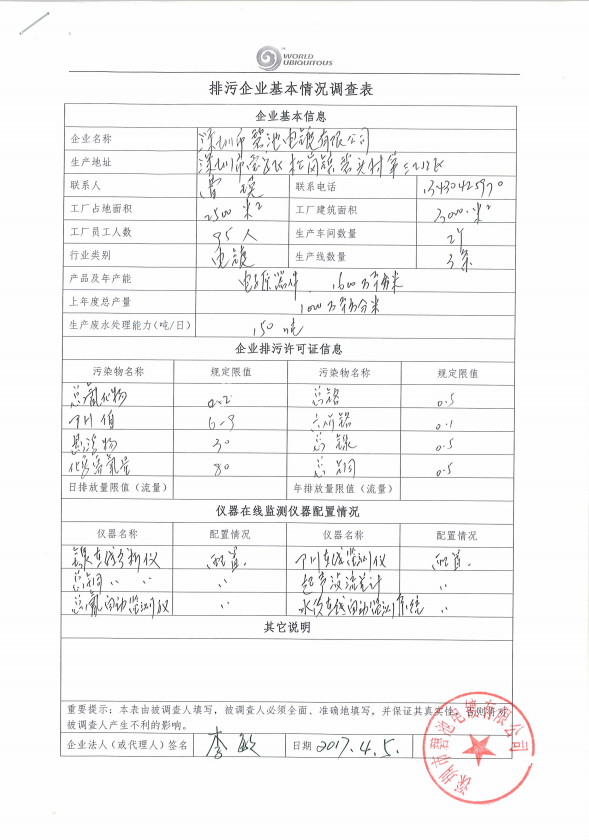 WORLD
UBIQUITOUS
排污企业基本情况调查表
企业基本信息
企业名称 深圳市碧池电镀有限公司
生产地址 深圳市宝安区松岗镇碧头村第三工业区
联系人 联系电话
工厂占地面积 2500 米² 工厂建筑面积 3000 米²
工厂员工人数 95 人 生产车间数量 2个
行业类别 电镀 生产线数量 3条
产品及年产能 1600万平方米
上年度总产量 1000万平方米
生产废水处理能力(吨/日) 150 吨
企业排污许可证信息
污染物名称 规定限值 污染物名称 规定限值
总氰化物 0.2 总铬 0.5
PH值 6-9 六价铬 0.1
悬浮物 30 总镍 0.5
化学需氧量 80 总铜 0.5
日排放量限值(流量) 年排放量限值(流量)
仪器在线监测仪器配置情况
仪器名称 配置情况 仪器名称 配置情况
镍在线分析仪 配置 PH在线监测仪 配置.
总铜 〃 〃 〃 超声波流量计 〃
总氰自动监测仪 〃 水质在线自动监测系统 〃
其它说明
重要提示：本表由被调查人填写，被调查人必须全面、准确地填写，并保证其真实性，否则将对
被调查人产生不利的影响。
企业法人(或代理人)签名 李敏 日期 2017.4.5.
深圳市碧池电镀有限公司